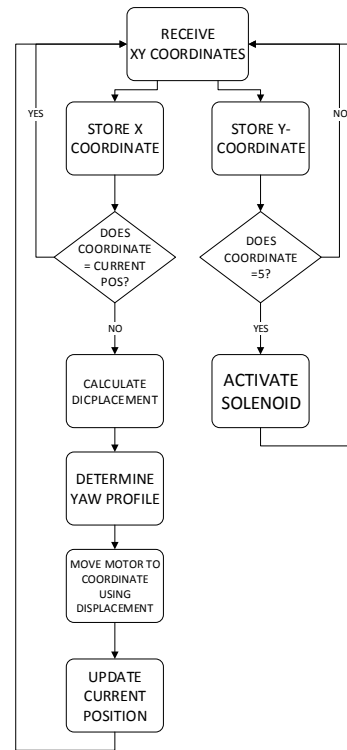 RECEIVE
XY COORDINATES
YES
NO
STORE X
COORDINATE
STORE Y-
COORDINATE
DOES
COORDINATE
= CURRENT
POS?
DOES
COORDINATE
=5?
NO
YES
CALCULATE
DICPLACEMENT
ACTIVATE
SOLENOID
DETERMINE
YAW PROFILE
MOVE MOTOR TO
COORDINATE
USING
DISPLACEMENT
UPDATE
CURRENT
POSITION